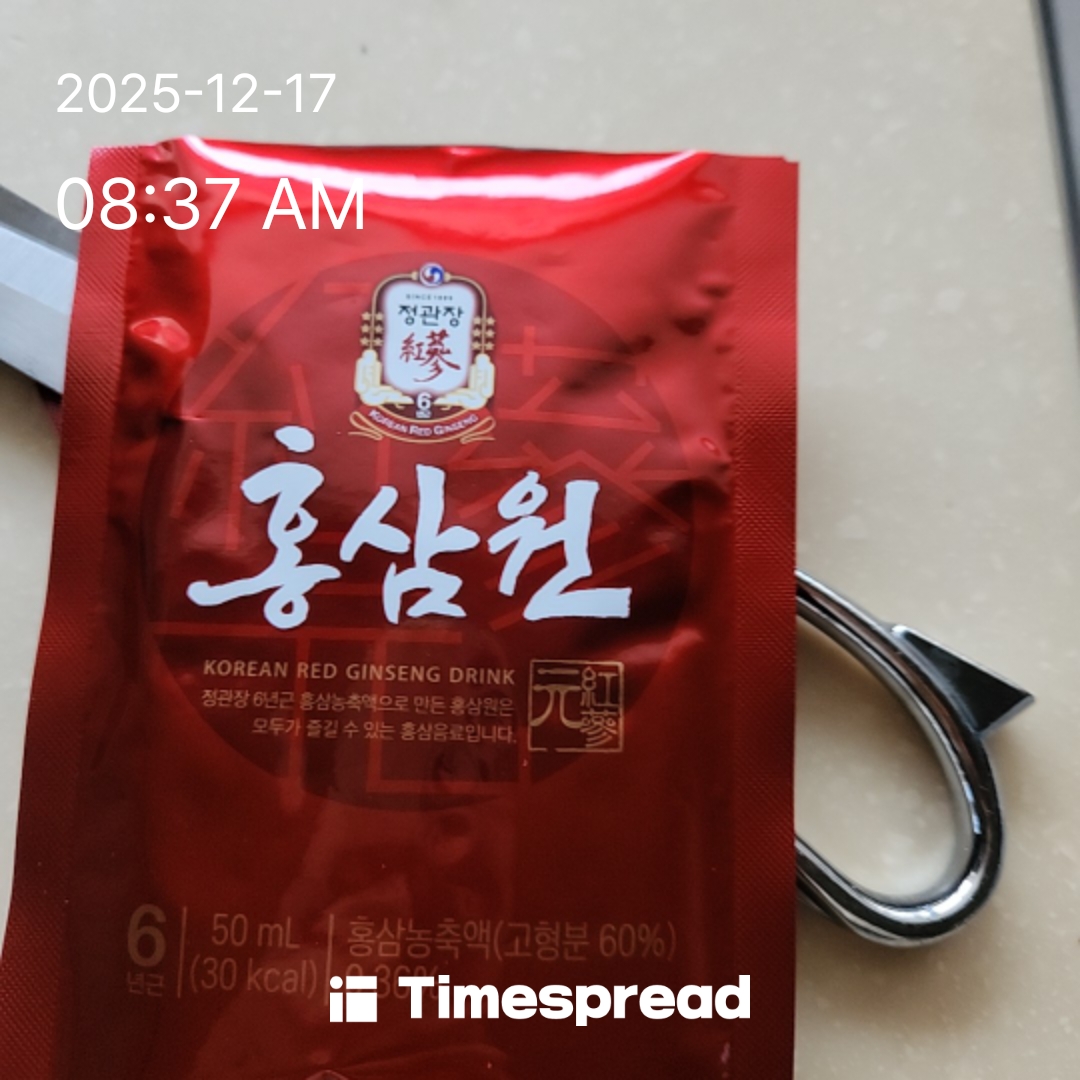 2025-12-17
08:37 AM
SINCE 1899
정관장
紅蔘
6
년근
KOREAN RED GINSENG
홍삼원
KOREAN RED GINSENG DRINK
정관장 6년근 홍삼농축액으로 만든 홍삼원은
모두가 즐길 수 있는 홍삼음료입니다.
紅蔘元
6년근
50 mL
(30 kcal)
홍삼농축액(고형분 60%)
Timespread